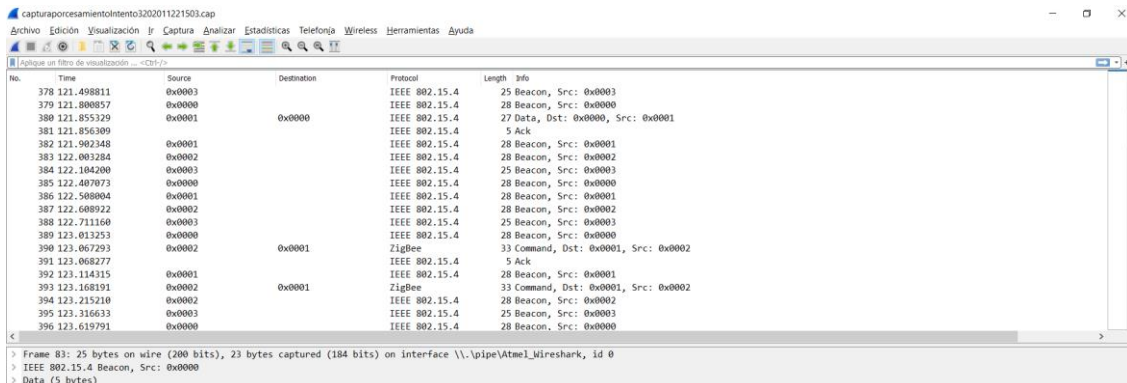 capturaporcesamientoIntento3202011221503.cap
Archivo Edición Visualización Ir Captura Analizar Estadísticas Telefonía Wireless Herramientas Ayuda
Aplique un filtro de visualización ... <Ctrl-/>
No. Time Source Destination Protocol Length Info
378 121.498811 0x0003 IEEE 802.15.4 25 Beacon, Src: 0x0003
379 121.800857 0x0000 IEEE 802.15.4 28 Beacon, Src: 0x0000
380 121.855329 0x0001 0x0000 IEEE 802.15.4 27 Data, Dst: 0x0000, Src: 0x0001
381 121.856309 IEEE 802.15.4 5 Ack
382 121.902348 0x0001 IEEE 802.15.4 28 Beacon, Src: 0x0001
383 122.003284 0x0002 IEEE 802.15.4 28 Beacon, Src: 0x0002
384 122.104200 0x0003 IEEE 802.15.4 25 Beacon, Src: 0x0003
385 122.407073 0x0000 IEEE 802.15.4 28 Beacon, Src: 0x0000
386 122.508004 0x0001 IEEE 802.15.4 28 Beacon, Src: 0x0001
387 122.608922 0x0002 IEEE 802.15.4 28 Beacon, Src: 0x0002
388 122.711160 0x0003 IEEE 802.15.4 25 Beacon, Src: 0x0003
389 123.013253 0x0000 IEEE 802.15.4 28 Beacon, Src: 0x0000
390 123.067293 0x0002 0x0001 ZigBee 33 Command, Dst: 0x0001, Src: 0x0002
391 123.068277 IEEE 802.15.4 5 Ack
392 123.114315 0x0001 IEEE 802.15.4 28 Beacon, Src: 0x0001
393 123.168191 0x0002 0x0001 ZigBee 33 Command, Dst: 0x0001, Src: 0x0002
394 123.215210 0x0002 IEEE 802.15.4 28 Beacon, Src: 0x0002
395 123.316633 0x0003 IEEE 802.15.4 25 Beacon, Src: 0x0003
396 123.619791 0x0000 IEEE 802.15.4 28 Beacon, Src: 0x0000
> Frame 83: 25 bytes on wire (200 bits), 23 bytes captured (184 bits) on interface \\.\pipe\Atmel_Wireshark, id 0
> IEEE 802.15.4 Beacon, Src: 0x0000
> Data (5 bytes)